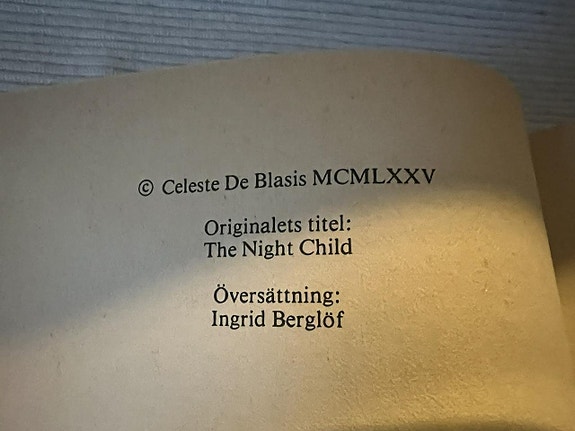 © Celeste De Blasis MCMLXXV
Originalets titel:
The Night Child
Översättning:
Ingrid Berglöf